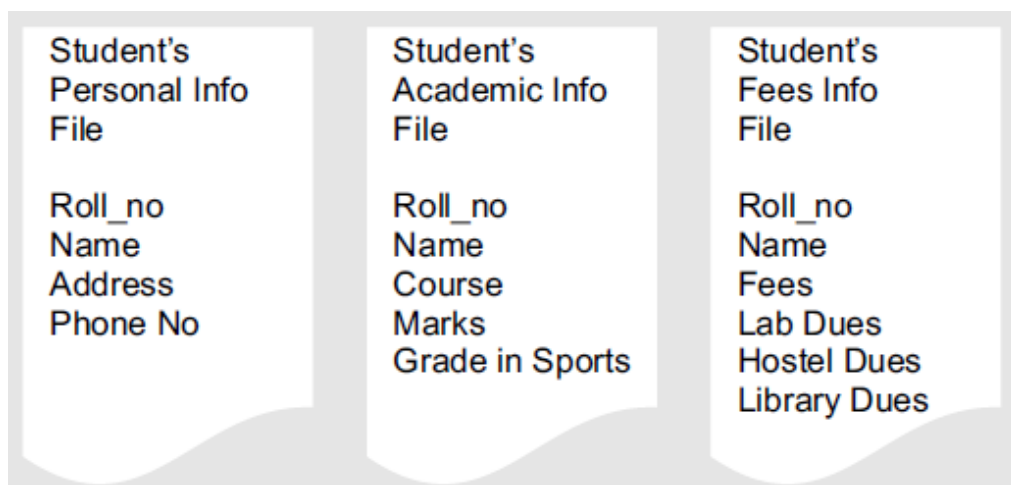 Student’s
Personal Info
File
Roll_no
Name
Address
Phone No
Student’s
Academic Info
File
Roll_no
Name
Course
Marks
Grade in Sports
Student’s
Fees Info
File
Roll_no
Name
Fees
Lab Dues
Hostel Dues
Library Dues